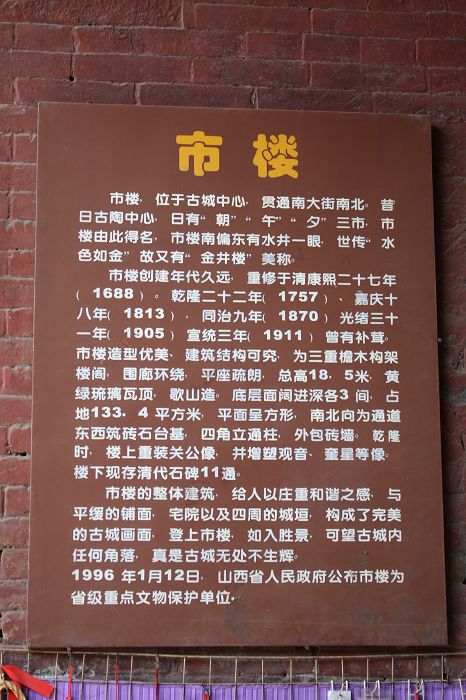 市楼
市楼，位于古城中心，贯通南大街南北。昔
日古陶中心，日有“朝”“午”“夕”三市，市
楼由此得名，市楼南偏东有水井一眼，世传“水
色如金”故又有“金井楼”美称。
市楼创建年代久远，重修于清康熙二十七年
（1688）。乾隆二十二年（1757）、嘉庆十
八年（1813），同治九年（1870）光绪三十
一年（1905）宣统三年（1911）曾有补葺。
市楼造型优美、建筑结构可究，为三重檐木构架
楼阁，围廊环绕，平座疏朗，总高18．5米，黄
绿琉璃瓦顶，歇山造。底层面阔进深各3间，占
地133．4平方米，平面呈方形，南北向为通道
东西筑砖石台基，四角立通柱，外包砖墙。乾隆
时，楼上重装关公像，并增塑观音、奎星等像。
楼下现存清代石碑11通。
市楼的整体建筑，给人以庄重和谐之感，与
平缓的铺面，宅院以及四周的城垣，构成了完美
的古城画面，登上市楼，如入胜景，可望古城内
任何角落，真是古城无处不生辉。
1996年1月12日，山西省人民政府公布市楼为
省级重点文物保护单位．